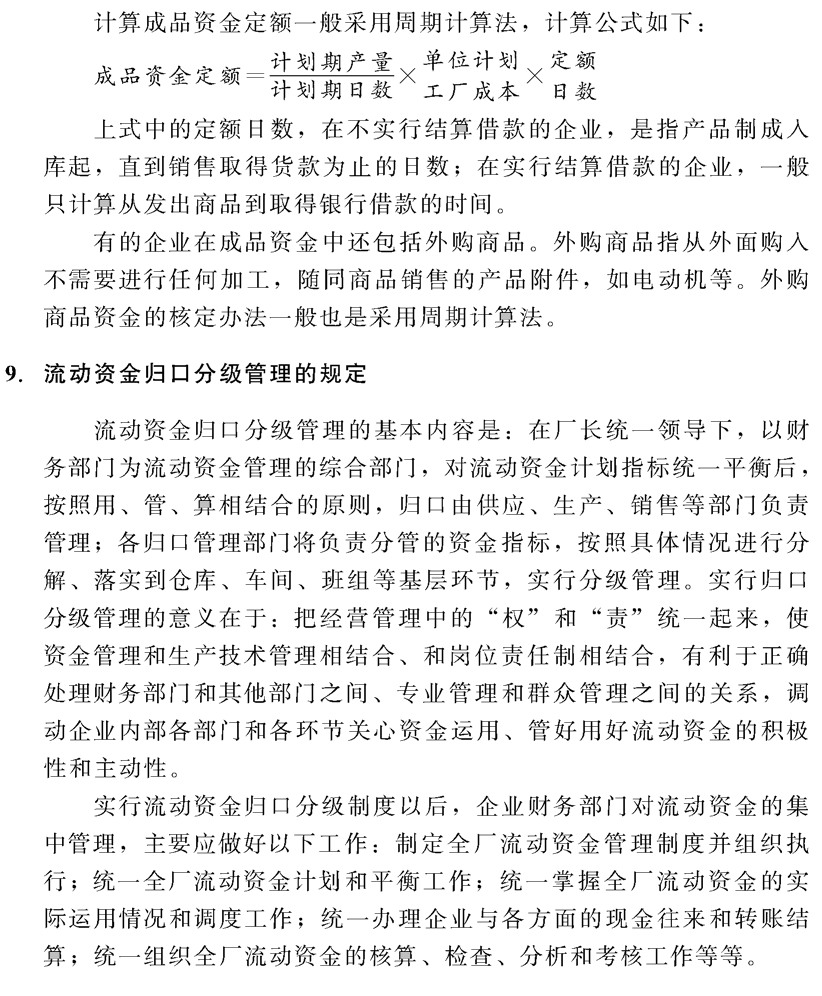 计算成品资金定额一般采用周期计算法，计算公式如下：
成品资金定额=计划期产量/计划期日数×单位计划工厂成本×定额日数
上式中的定额日数，在不实行结算借款的企业，是指产品制成入
库起，直到销售取得货款为止的日数；在实行结算借款的企业，一般
只计算从发出商品到取得银行借款的时间。
有的企业在成品资金中还包括外购商品。外购商品指从外面购入
不需要进行任何加工，随同商品销售的产品附件，如电动机等。外购
商品资金的核定办法一般也是采用周期计算法。
9. 流动资金归口分级管理的规定
流动资金归口分级管理的基本内容是：在厂长统一领导下，以财
务部门为流动资金管理的综合部门，对流动资金计划指标统一平衡后，
按照用、管、算相结合的原则，归口由供应、生产、销售等部门负责
管理；各归口管理部门将负责分管的资金指标，按照具体情况进行分
解、落实到仓库、车间、班组等基层环节，实行分级管理。实行归口
分级管理的意义在于：把经营管理中的“权”和“责”统一起来，使
资金管理和生产技术管理相结合、和岗位责任制相结合，有利于正确
处理财务部门和其他部门之间、专业管理和群众管理之间的关系，调
动企业内部各部门和各环节关心资金运用、管好用好流动资金的积极
性和主动性。
实行流动资金归口分级制度以后，企业财务部门对流动资金的集
中管理，主要应做好以下工作：制定全厂流动资金管理制度并组织执
行；统一全厂流动资金计划和平衡工作；统一掌握全厂流动资金的实
际运用情况和调度工作；统一办理企业与各方面的现金往来和转账结
算；统一组织全厂流动资金的核算、检查、分析和考核工作等等。